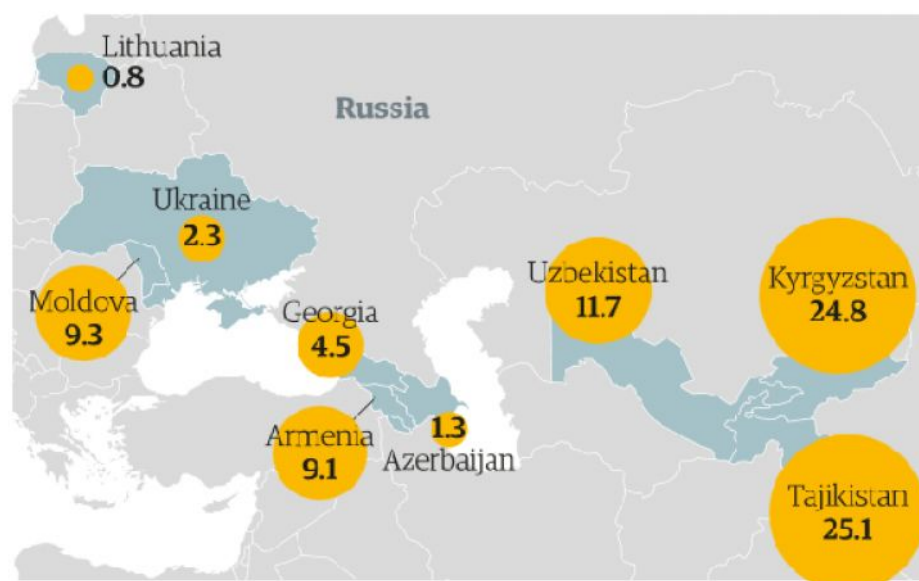 Lithuania
0.8
Russia
Ukraine
2.3
Moldova
9.3
Georgia
4.5
Armenia
9.1
1.3
Azerbaijan
Uzbekistan
11.7
Kyrgyzstan
24.8
Tajikistan
25.1